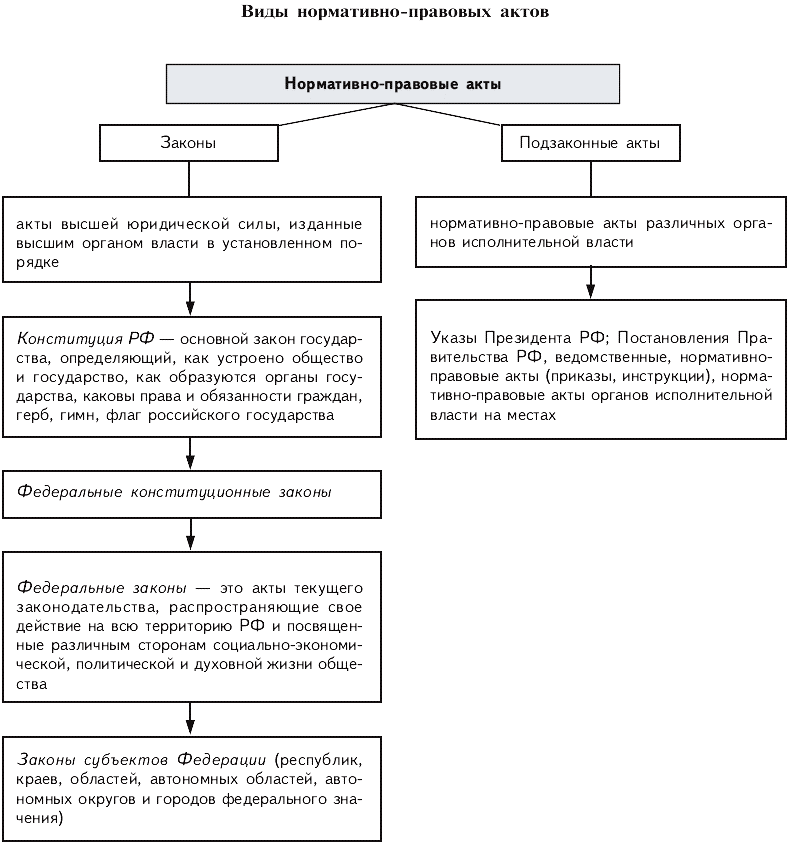 Виды нормативно-правовых актов
Нормативно-правовые акты
Законы
акты высшей юридической силы, изданные
высшим органом власти в установленном по-
рядке
Конституция РФ — основной закон государ-
ства, определяющий, как устроено общество
и государство, как образуются органы госу-
дарства, каковы права и обязанности граждан,
герб, гимн, флаг российского государства
Федеральные конституционные законы
Федеральные законы — это акты текущего
законодательства, распространяющие свое
действие на всю территорию РФ и посвящен-
ные различным сторонам социально-экономи-
ческой, политической и духовной жизни обще-
ства
Законы субъектов Федерации (республик,
краев, областей, автономных областей, авто-
номных округов и городов федерального зна-
чения)
Подзаконные акты
нормативно-правовые акты различных орга-
нов исполнительной власти
Указы Президента РФ; Постановления Пра-
вительства РФ, ведомственные, нормативно-
правовые акты (приказы, инструкции), норма-
тивно-правовые акты органов исполнительной
власти на местах